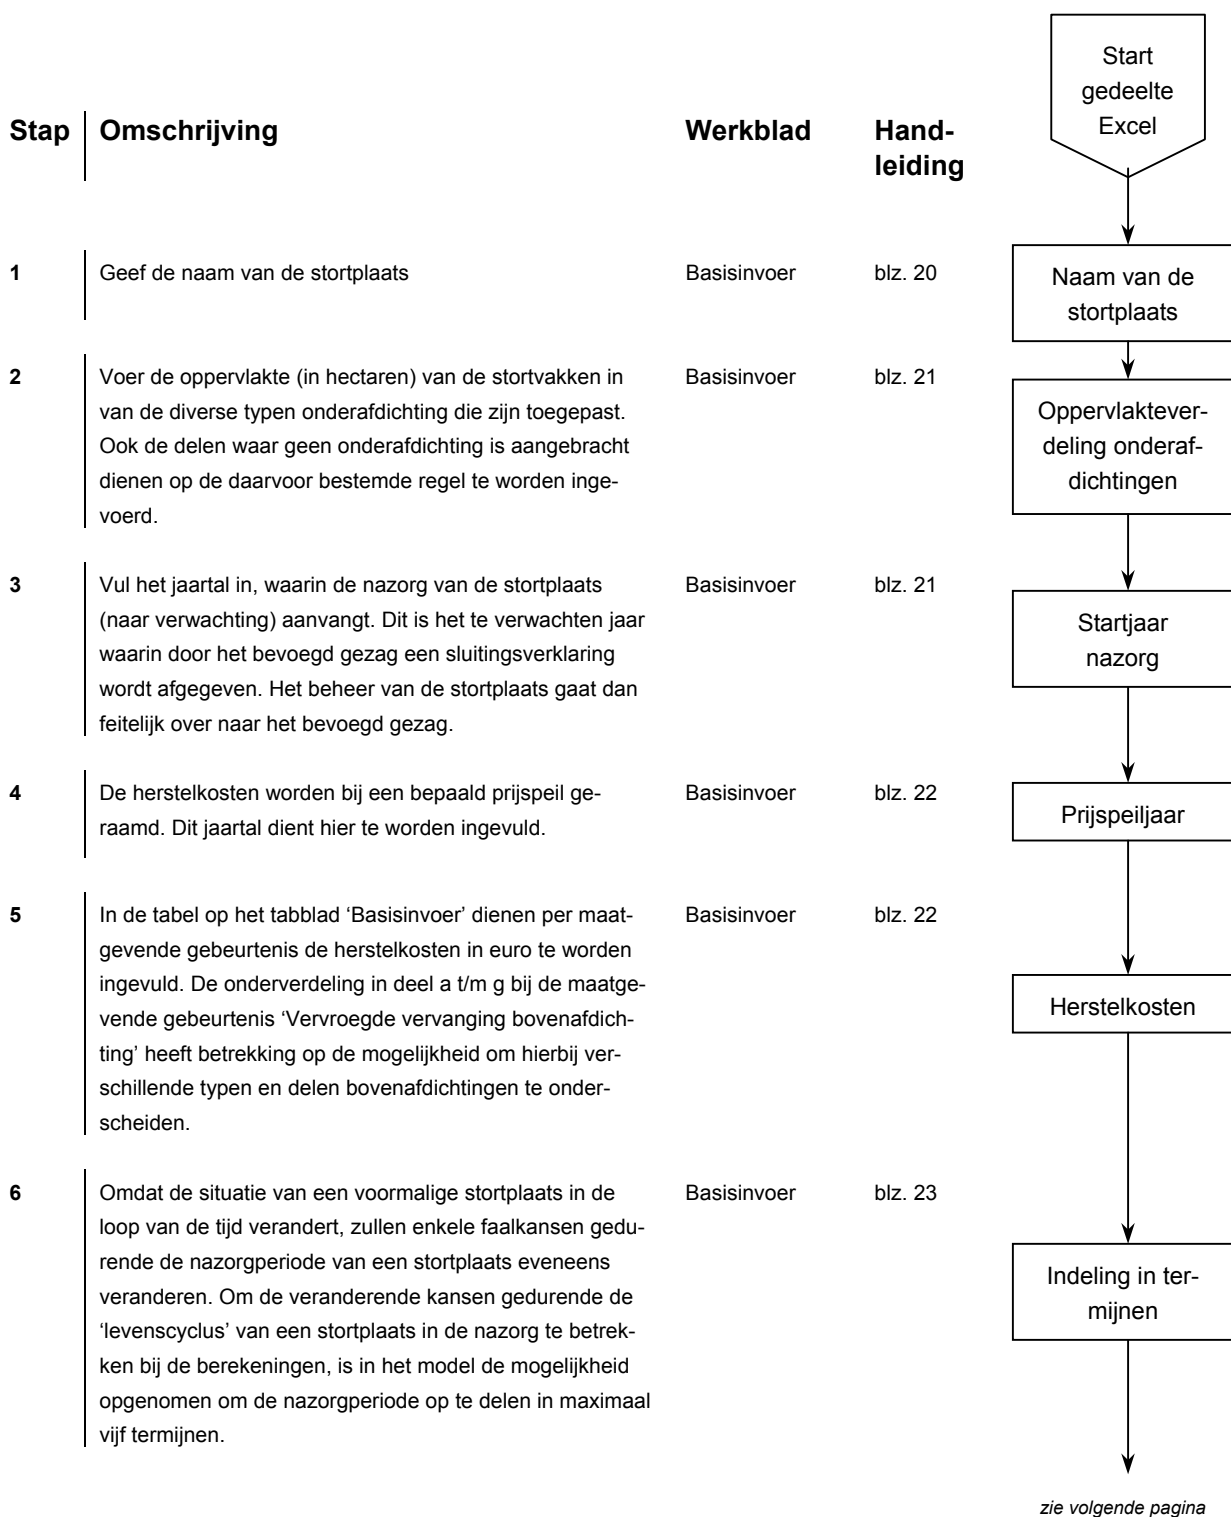 Start
gedeelte
Excel
Stap Omschrijving Werkblad Hand-
leiding
1 Geef de naam van de stortplaats Basisinvoer blz. 20
Naam van de
stortplaats
2 Voer de oppervlakte (in hectaren) van de stortvakken in Basisinvoer blz. 21
van de diverse typen onderafdichting die zijn toegepast.
Ook de delen waar geen onderafdichting is aangebracht
dienen op de daarvoor bestemde regel te worden inge-
voerd.
Oppervlaktever-
deling onderaf-
dichtingen
3 Vul het jaartal in, waarin de nazorg van de stortplaats Basisinvoer blz. 21
(naar verwachting) aanvangt. Dit is het te verwachten jaar
waarin door het bevoegd gezag een sluitingsverklaring
wordt afgegeven. Het beheer van de stortplaats gaat dan
feitelijk over naar het bevoegd gezag.
Startjaar
nazorg
4 De herstelkosten worden bij een bepaald prijspeil ge- Basisinvoer blz. 22
raamd. Dit jaartal dient hier te worden ingevuld.
Prijspeiljaar
5 In de tabel op het tabblad ‘Basisinvoer’ dienen per maat- Basisinvoer blz. 22
gevende gebeurtenis de herstelkosten in euro te worden
ingevuld. De onderverdeling in deel a t/m g bij de maatge-
vende gebeurtenis ‘Vervroegde vervanging bovenafdich-
ting’ heeft betrekking op de mogelijkheid om hierbij ver-
schillende typen en delen bovenafdichtingen te onder-
scheiden.
Herstelkosten
6 Omdat de situatie van een voormalige stortplaats in de Basisinvoer blz. 23
loop van de tijd verandert, zullen enkele faalkansen gedu-
rende de nazorgperiode van een stortplaats eveneens
veranderen. Om de veranderende kansen gedurende de
‘levenscyclus’ van een stortplaats in de nazorg te betrek-
ken bij de berekeningen, is in het model de mogelijkheid
opgenomen om de nazorgperiode op te delen in maximaal
vijf termijnen.
Indeling in ter-
mijnen
zie volgende pagina